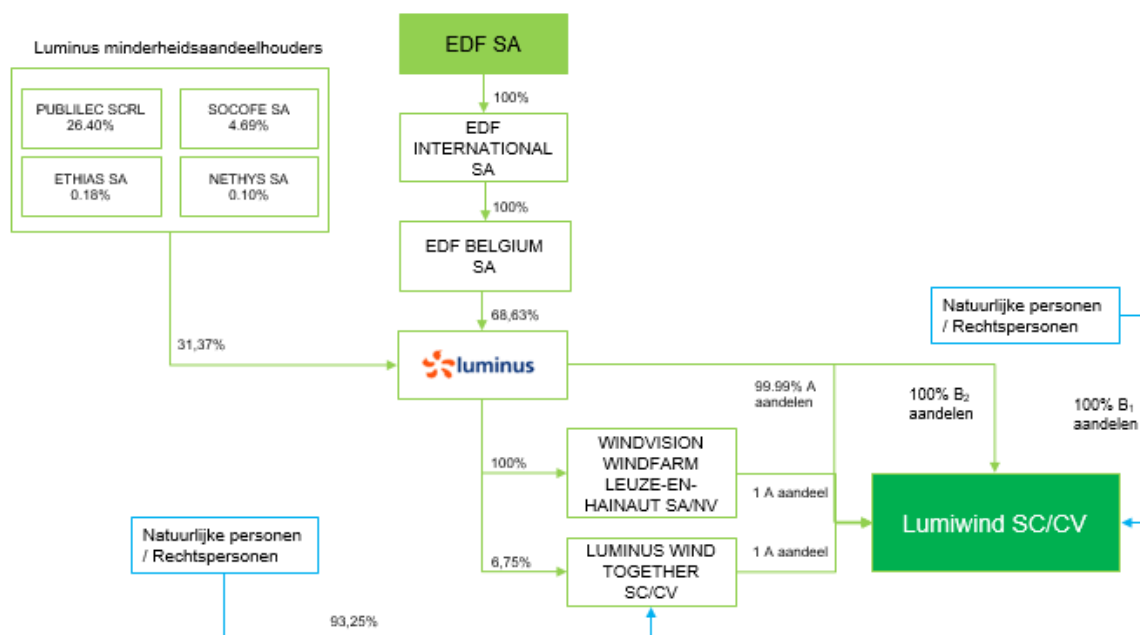 EDF SA
Luminus minderheidsaandeelhouders
PUBLILEC SCRL
26.40%
SOCOFE SA
4.69%
ETHIAS SA
0.18%
NETHYS SA
0.10%
100%
EDF
INTERNATIONAL
SA
100%
EDF BELGIUM
SA
68,63%
31,37%
luminus
Natuurlijke personen
/ Rechtspersonen
99.99% A
aandelen
100% B₂
aandelen
100% B₁
aandelen
100%
WINDVISION
WINDFARM
LEUZE-EN-
HAINAUT SA/NV
1 A aandeel
Lumiwind SC/CV
Natuurlijke personen
/ Rechtspersonen
6,75%
LUMINUS WIND
TOGETHER
SC/CV
1 A aandeel
93,25%